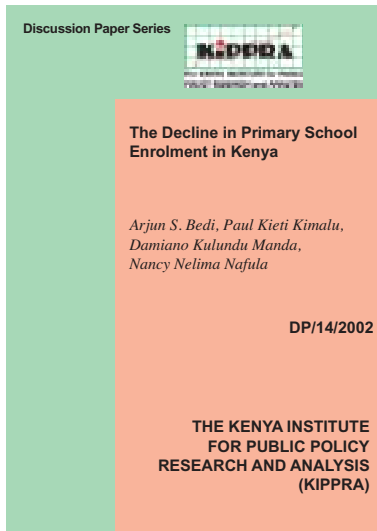 Discussion Paper Series
KIPPRA
The Decline in Primary School
Enrolment in Kenya
Arjun S. Bedi, Paul Kieti Kimalu,
Damiano Kulundu Manda,
Nancy Nelima Nafula
DP/14/2002
THE KENYA INSTITUTE
FOR PUBLIC POLICY
RESEARCH AND ANALYSIS
(KIPPRA)